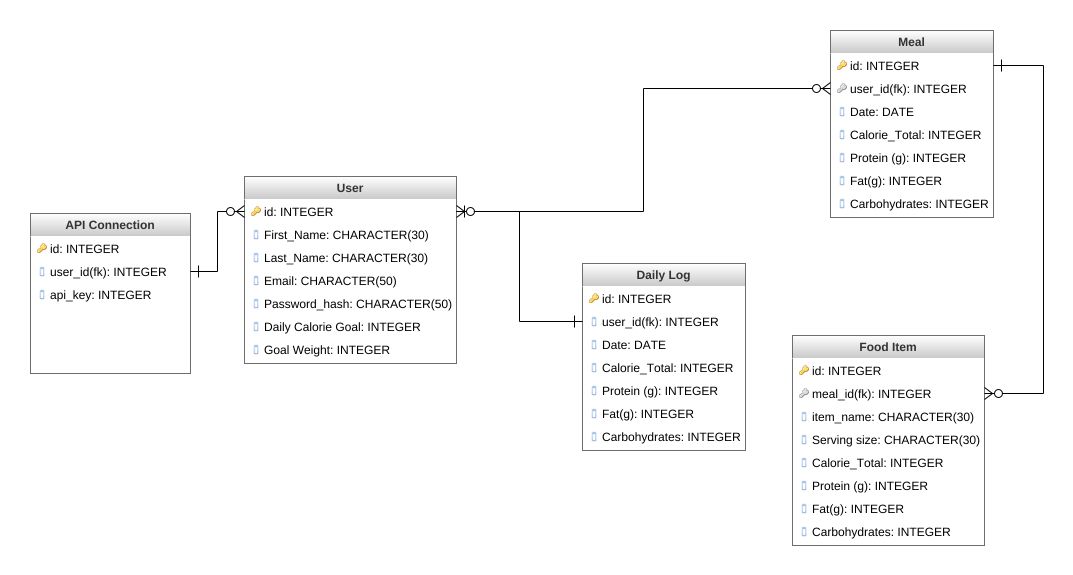 API Connection
id: INTEGER
user_id(fk): INTEGER
api_key: INTEGER
User
id: INTEGER
First_Name: CHARACTER(30)
Last_Name: CHARACTER(30)
Email: CHARACTER(50)
Password_hash: CHARACTER(50)
Daily Calorie Goal: INTEGER
Goal Weight: INTEGER
Daily Log
id: INTEGER
user_id(fk): INTEGER
Date: DATE
Calorie_Total: INTEGER
Protein (g): INTEGER
Fat(g): INTEGER
Carbohydrates: INTEGER
Meal
id: INTEGER
user_id(fk): INTEGER
Date: DATE
Calorie_Total: INTEGER
Protein (g): INTEGER
Fat(g): INTEGER
Carbohydrates: INTEGER
Food Item
id: INTEGER
meal_id(fk): INTEGER
item_name: CHARACTER(30)
Serving size: CHARACTER(30)
Calorie_Total: INTEGER
Protein (g): INTEGER
Fat(g): INTEGER
Carbohydrates: INTEGER